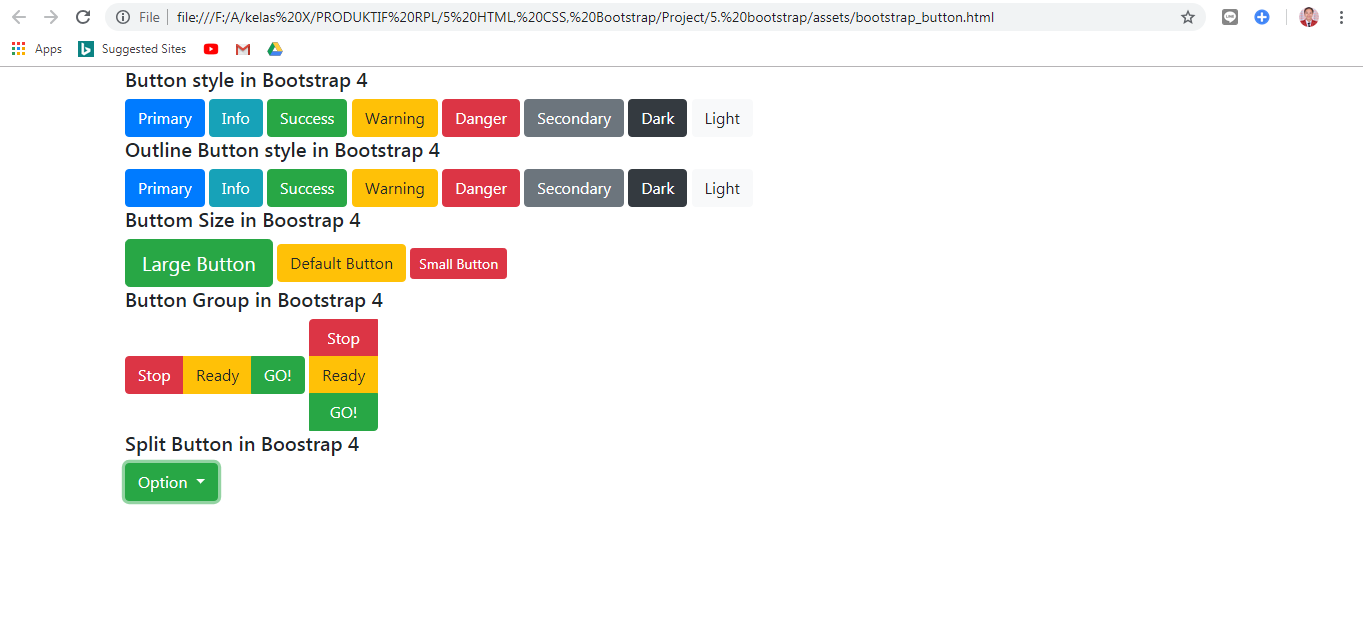 File file:///F:/A/kelas%20X/PRODUKTIF%20RPL/5%20HTML,%20CSS,%20Bootstrap/Project/5.%20bootstrap/assets/bootstrap_button.html
Apps Suggested Sites
Button style in Bootstrap 4
Primary Info Success Warning Danger Secondary Dark Light
Outline Button style in Bootstrap 4
Primary Info Success Warning Danger Secondary Dark Light
Buttom Size in Boostrap 4
Large Button Default Button Small Button
Button Group in Bootstrap 4
Stop Ready GO!
Stop
Ready
GO!
Split Button in Boostrap 4
Option